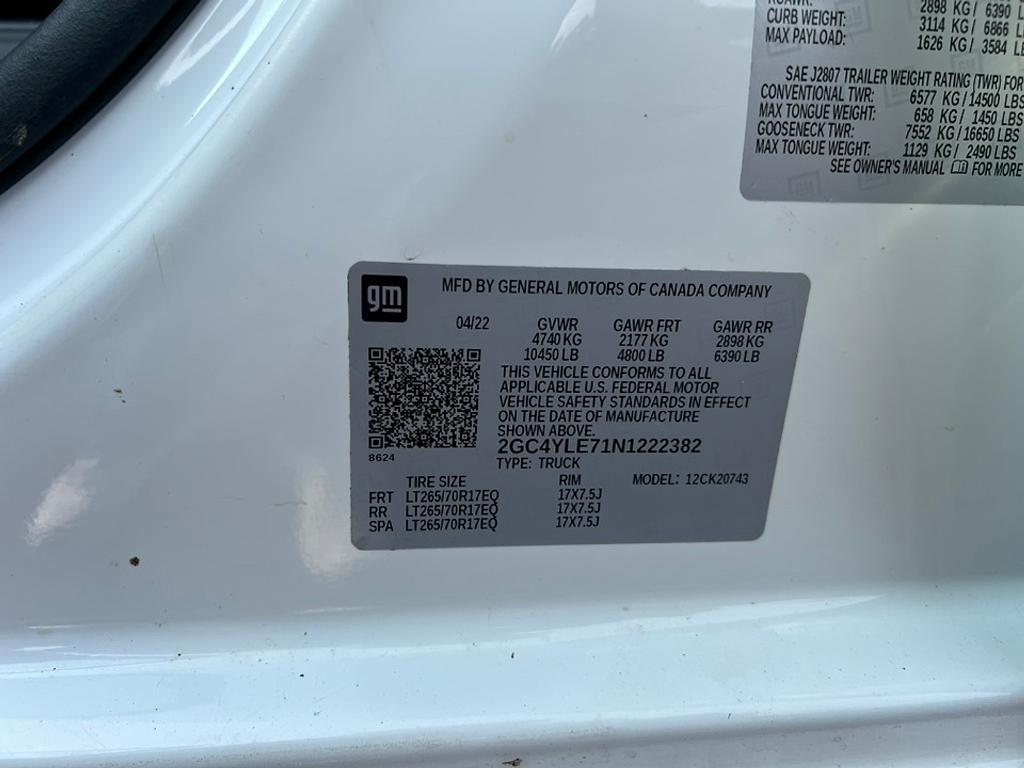 2898 KG / 6390
CURB WEIGHT: 3114 KG / 6866
MAX PAYLOAD: 1626 KG / 3584 LB
SAE J2807 TRAILER WEIGHT RATING (TWR) FOR
CONVENTIONAL TWR: 6577 KG / 14500 LBS
MAX TONGUE WEIGHT: 658 KG / 1450 LBS
GOOSENECK TWR: 7552 KG / 16650 LBS
MAX TONGUE WEIGHT: 1129 KG / 2490 LBS
SEE OWNER'S MANUAL FOR MORE
gm
MFD BY GENERAL MOTORS OF CANADA COMPANY
04/22 GVWR GAWR FRT GAWR RR
4740 KG 2177 KG 2898 KG
10450 LB 4800 LB 6390 LB
THIS VEHICLE CONFORMS TO ALL
APPLICABLE U.S. FEDERAL MOTOR
VEHICLE SAFETY STANDARDS IN EFFECT
ON THE DATE OF MANUFACTURE
SHOWN ABOVE.
2GC4YLE71N1222382
8624
TYPE: TRUCK
TIRE SIZE RIM MODEL: 12CK20743
FRT LT265/70R17EQ 17X7.5J
RR LT265/70R17EQ 17X7.5J
SPA LT265/70R17EQ 17X7.5J